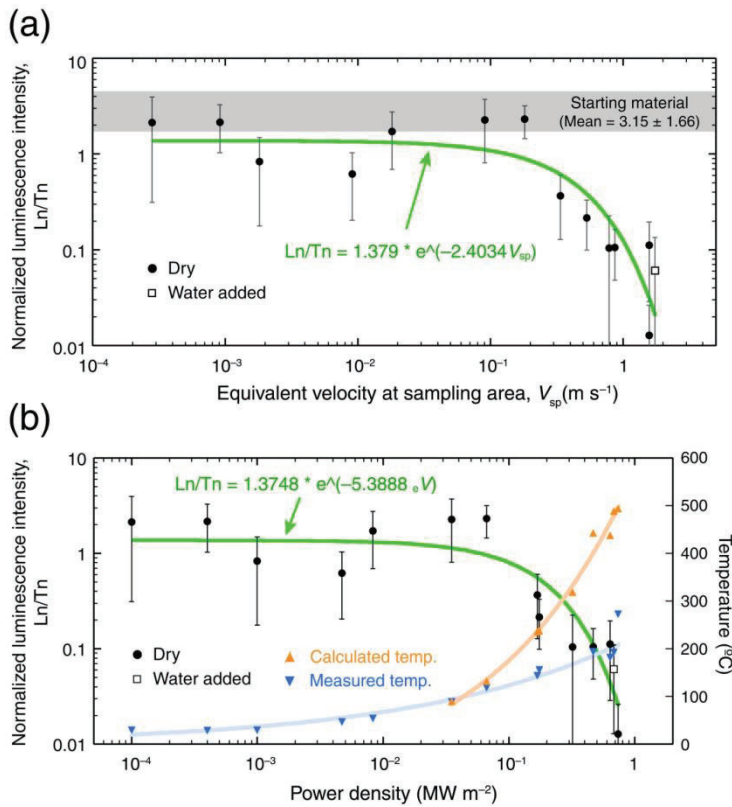 (a)
Normalized luminescence intensity,
Ln/Tn
10
1
0.1
0.01
Starting material
(Mean = 3.15 ± 1.66)
Ln/Tn = 1.379 * e^(−2.4034Vsp)
Dry
Water added
10⁻⁴ 10⁻³ 10⁻² 10⁻¹ 1
Equivalent velocity at sampling area, Vsp(m s⁻¹)
(b)
Normalized luminescence intensity,
Ln/Tn
10
1
0.1
0.01
Ln/Tn = 1.3748 * e^(−5.3888 eV)
Dry
Water added
Calculated temp.
Measured temp.
600
500
400
300
200
100
0
Temperature (ºC)
10⁻⁴ 10⁻³ 10⁻² 10⁻¹ 1
Power density (MW m⁻²)